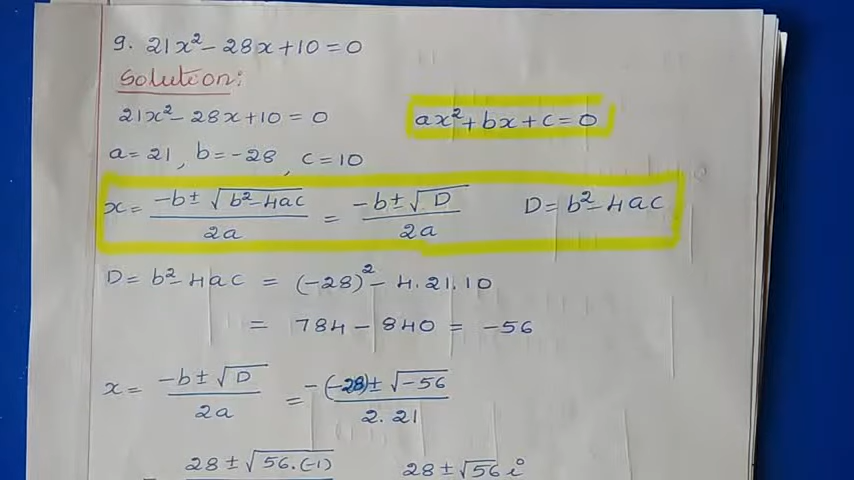 9. 21x² - 28x + 10 = 0
Solution:
21x² - 28x + 10 = 0    ax² + bx + c = 0
a = 21, b = -28, c = 10
x = (-b ± √(b² - 4ac))/2a = (-b ± √D)/2a    D = b² - 4ac
D = b² - 4ac = (-28)² - 4.21.10
= 784 - 840 = -56
x = (-b ± √D)/2a = (-(-28) ± √-56)/2.21
28 ± √56.(-1)    28 ± √56 i